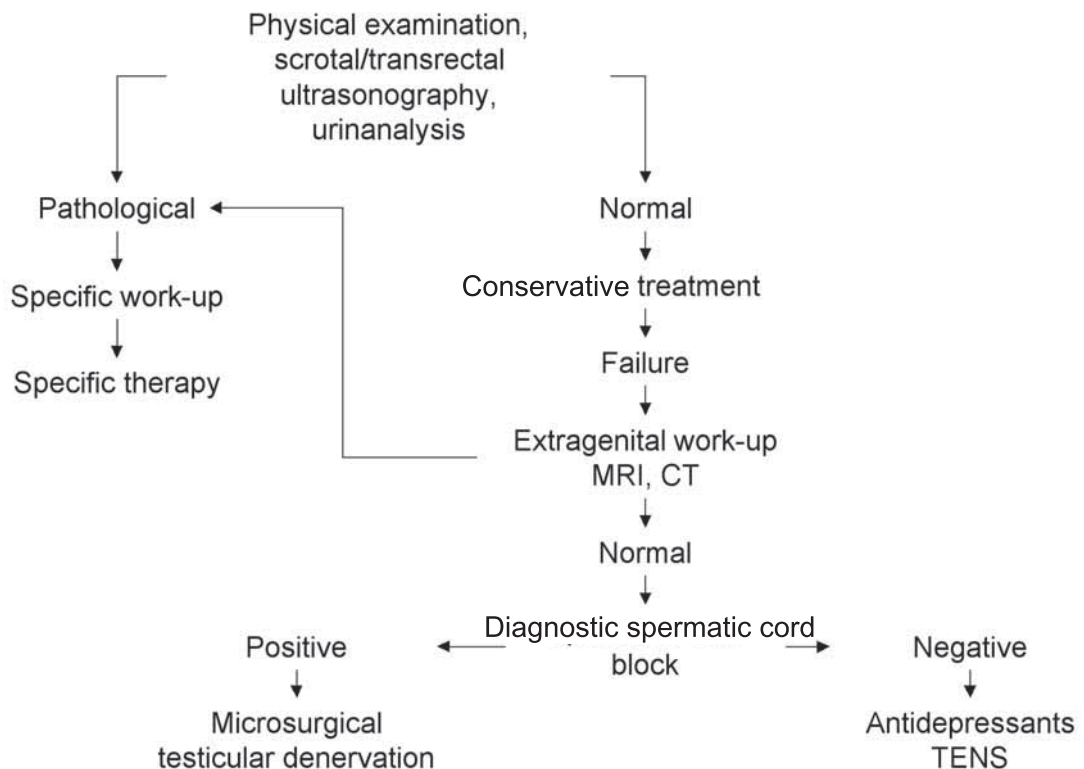 Physical examination,
scrotal/transrectal
ultrasonography,
urinanalysis
Pathological
Normal
Specific work-up
Conservative treatment
Specific therapy
Failure
Extragenital work-up
MRI, CT
Normal
Diagnostic spermatic cord
block
Positive
Negative
Microsurgical
testicular denervation
Antidepressants
TENS